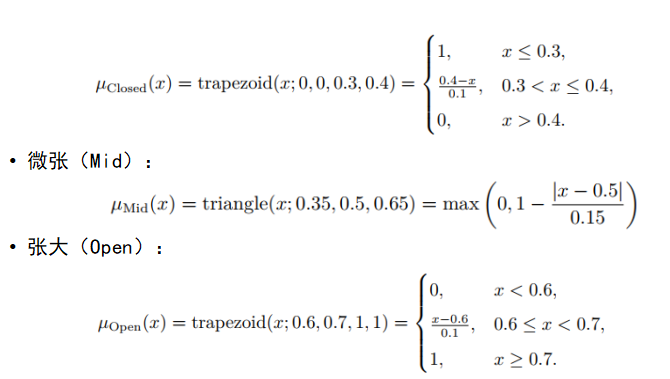 μ_Closed(x) = trapezoid(x; 0, 0, 0.3, 0.4) = { 1, x ≤ 0.3, (0.4−x)/0.1, 0.3 < x ≤ 0.4, 0, x > 0.4.
• 微张（Mid）：
μ_Mid(x) = triangle(x; 0.35, 0.5, 0.65) = max(0, 1 − |x − 0.5|/0.15)
• 张大（Open）：
μ_Open(x) = trapezoid(x; 0.6, 0.7, 1, 1) = { 0, x < 0.6, (x−0.6)/0.1, 0.6 ≤ x < 0.7, 1, x ≥ 0.7.